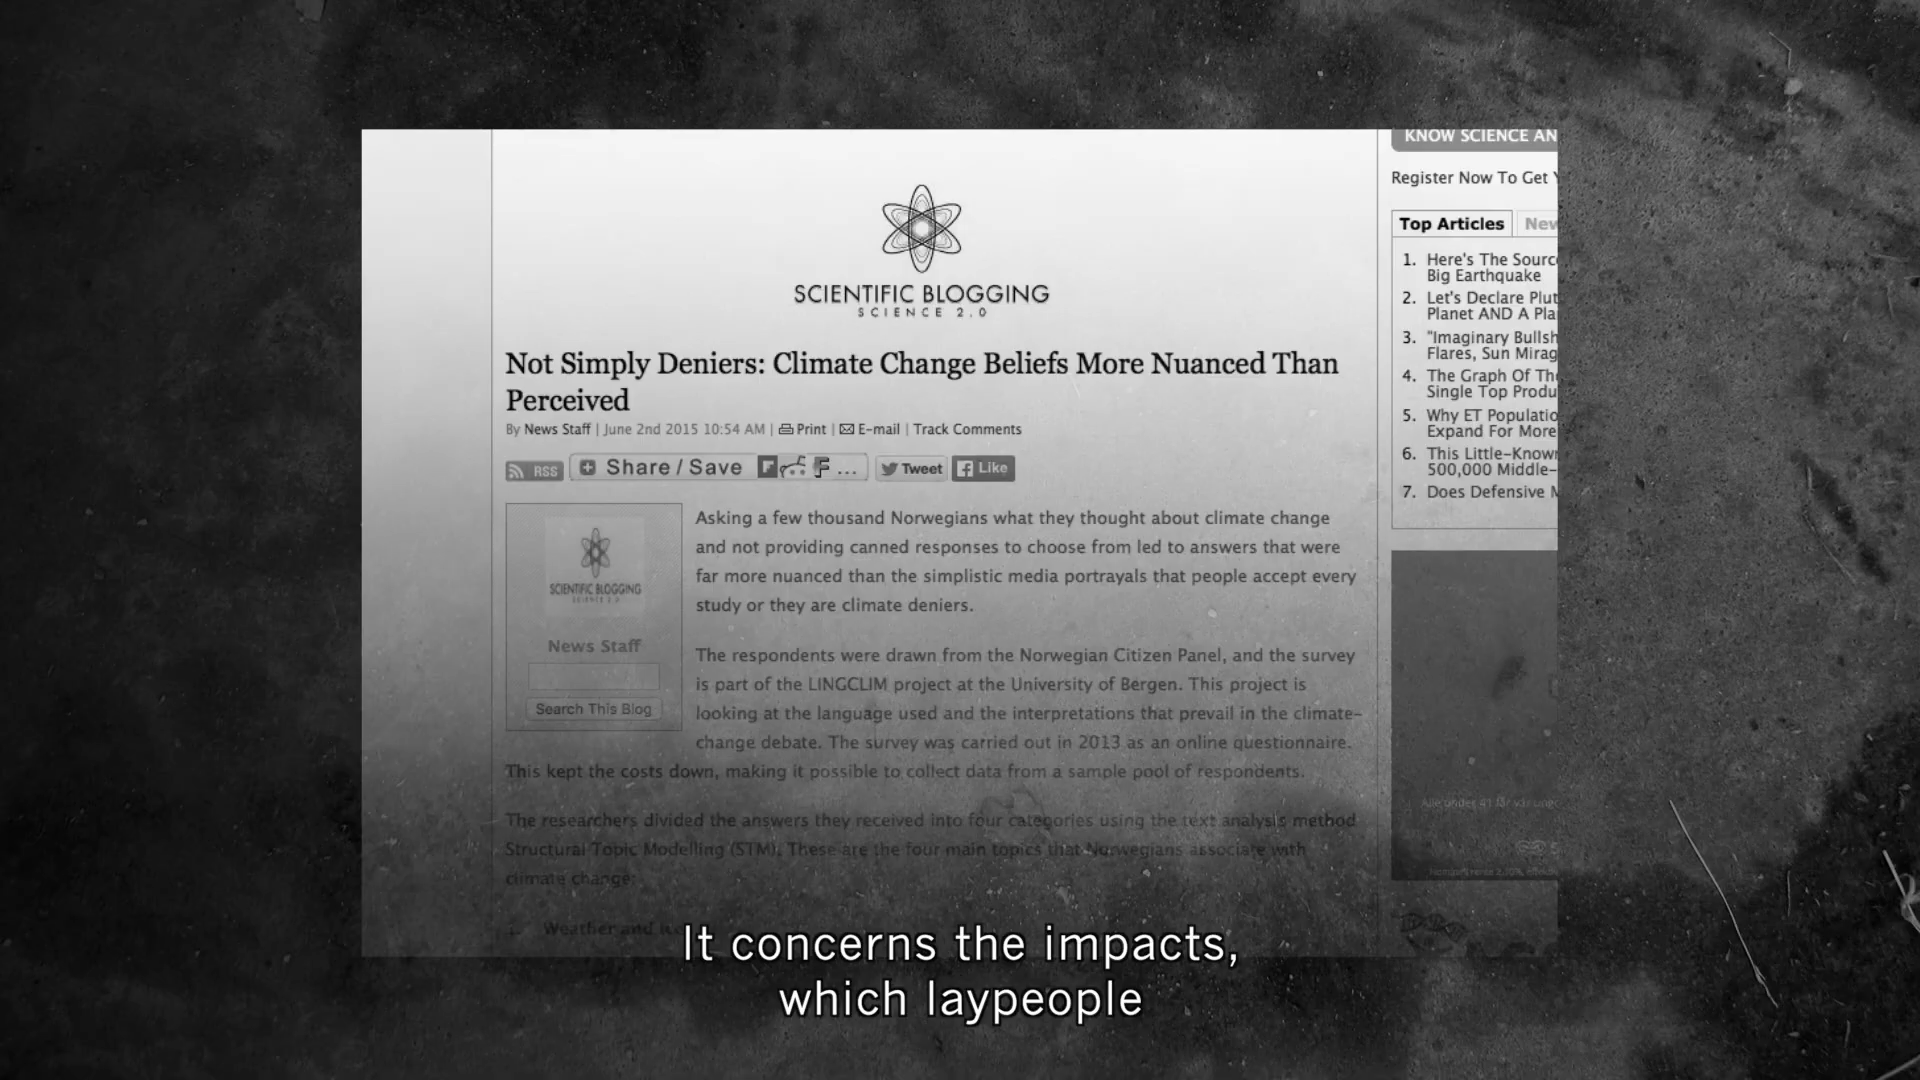 SCIENTIFIC BLOGGING
SCIENCE 2.0
Not Simply Deniers: Climate Change Beliefs More Nuanced Than
Perceived
By News Staff | June 2nd 2015 10:54 AM | Print | E-mail | Track Comments
RSS
Share / Save
...
Tweet
Like
SCIENTIFIC BLOGGING
SCIENCE 2.0
News Staff
Search This Blog
Asking a few thousand Norwegians what they thought about climate change
and not providing canned responses to choose from led to answers that were
far more nuanced than the simplistic media portrayals that people accept every
study or they are climate deniers.
The respondents were drawn from the Norwegian Citizen Panel, and the survey
is part of the LINGCLIM project at the University of Bergen. This project is
looking at the language used and the interpretations that prevail in the climate-
change debate. The survey was carried out in 2013 as an online questionnaire.
This kept the costs down, making it possible to collect data from a sample pool of respondents.
The researchers divided the answers they received into four categories using the text analysis method
Structural Topic Modelling (STM). These are the four main topics that Norwegians associate with
climate change:
1. Weather and
KNOW SCIENCE AN
Register Now To Get
Top Articles
New
1. Here's The Sourc
Big Earthquake
2. Let's Declare Plut
Planet AND A Pla
3. "Imaginary Bullsh
Flares, Sun Mirag
4. The Graph Of The
Single Top Produ
5. Why ET Populatio
Expand For More
6. This Little-Known
500,000 Middle-
7. Does Defensive
It concerns the impacts,
which laypeople